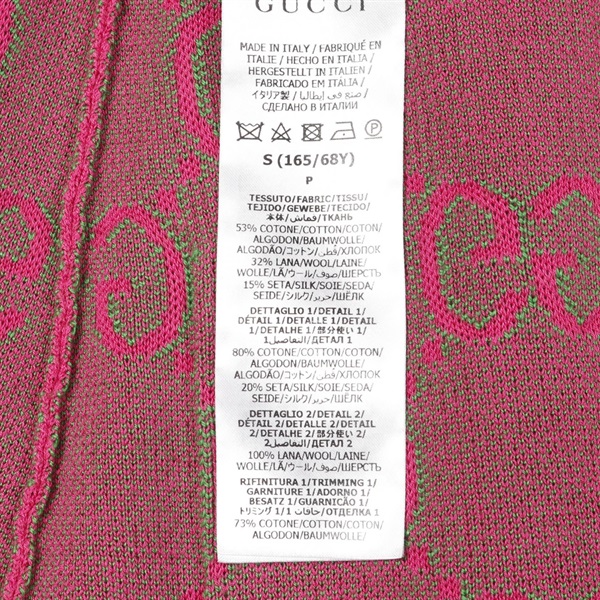 GUCCI
MADE IN ITALY / FABRIQUÉ EN
ITALIE / HECHO EN ITALIA /
HERGESTELLT IN ITALIEN /
FABRICADO EM ITÁLIA /
イタリア製 / صنع في إيطاليا /
СДЕЛАНО В ИТАЛИИ
P
S (165/68Y)
P
TESSUTO/FABRIC/TISSU/
TEJIDO/GEWEBE/TECIDO/
本体/قماش/ТКАНЬ
53% COTONE/COTTON/COTON/
ALGODON/BAUMWOLLE/
ALGODÃO/コットン/قطن/ХЛОПОК
32% LANA/WOOL/LAINE/
WOLLE/LÃ/ウール/صوف/ШЕРСТЬ
15% SETA/SILK/SOIE/SEDA/
SEIDE/シルク/حرير/ШЁЛК
DETTAGLIO 1/DETAIL 1/
DÉTAIL 1/DETALLE 1/DETAIL
1/DETALHE 1/部分使い 1/
1التفاصيل/ДЕТАЛ 1
80% COTONE/COTTON/COTON/
ALGODON/BAUMWOLLE/
ALGODÃO/コットン/قطن/ХЛОПОК
20% SETA/SILK/SOIE/SEDA/
SEIDE/シルク/حرير/ШЁЛК
DETTAGLIO 2/DETAIL 2/
DÉTAIL 2/DETALLE 2/DETAIL
2/DETALHE 2/部分使い 2/
2التفاصيل/ДЕТАЛ 2
100% LANA/WOOL/LAINE/
WOLLE/LÃ/ウール/صوف/ШЕРСТЬ
RIFINITURA 1/TRIMMING 1/
GARNITURE 1/ADORNO 1/
BESATZ 1/GUARNIÇÃO 1/
トリミング 1/1 حافات/ОТДЕЛКА 1
73% COTONE/COTTON/COTON/